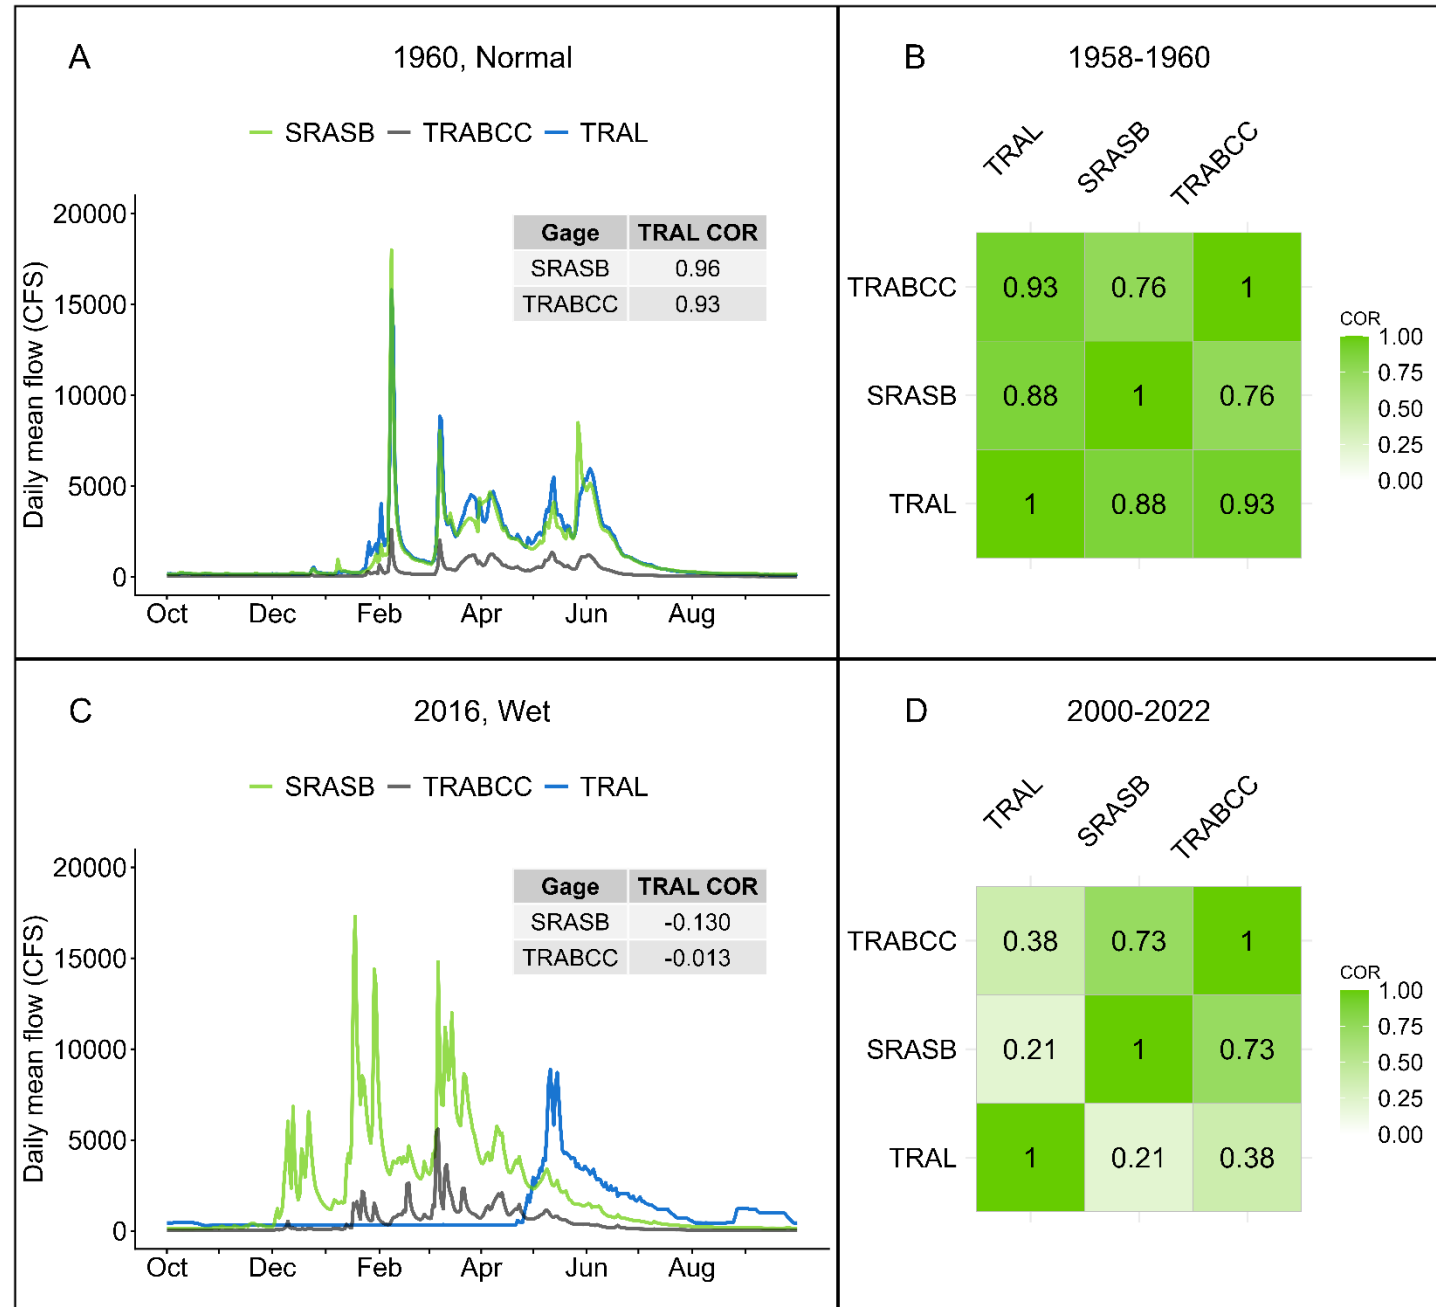 A
1960, Normal
SRASB TRABCC TRAL
Daily mean flow (CFS)
20000
15000
10000
5000
0
Oct Dec Feb Apr Jun Aug
Gage TRAL COR
SRASB 0.96
TRABCC 0.93
B
1958-1960
TRAL SRASB TRABCC
TRABCC 0.93 0.76 1
SRASB 0.88 1 0.76
TRAL 1 0.88 0.93
COR
1.00
0.75
0.50
0.25
0.00
C
2016, Wet
SRASB TRABCC TRAL
Daily mean flow (CFS)
20000
15000
10000
5000
0
Oct Dec Feb Apr Jun Aug
Gage TRAL COR
SRASB -0.130
TRABCC -0.013
D
2000-2022
TRAL SRASB TRABCC
TRABCC 0.38 0.73 1
SRASB 0.21 1 0.73
TRAL 1 0.21 0.38
COR
1.00
0.75
0.50
0.25
0.00